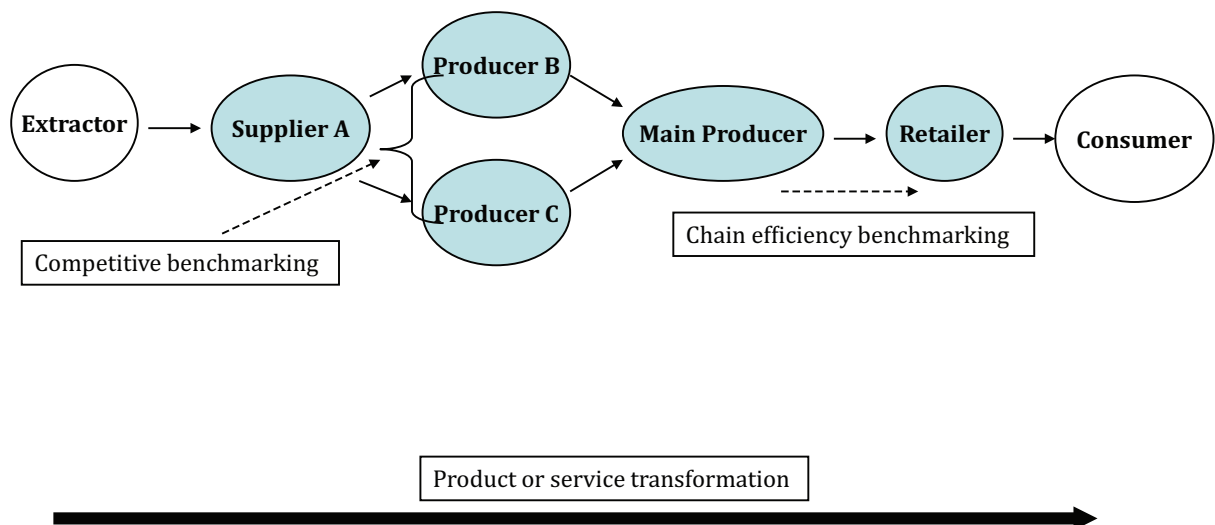 Producer B
Extractor
Supplier A
Main Producer
Retailer
Consumer
Producer C
Competitive benchmarking
Chain efficiency benchmarking
Product or service transformation